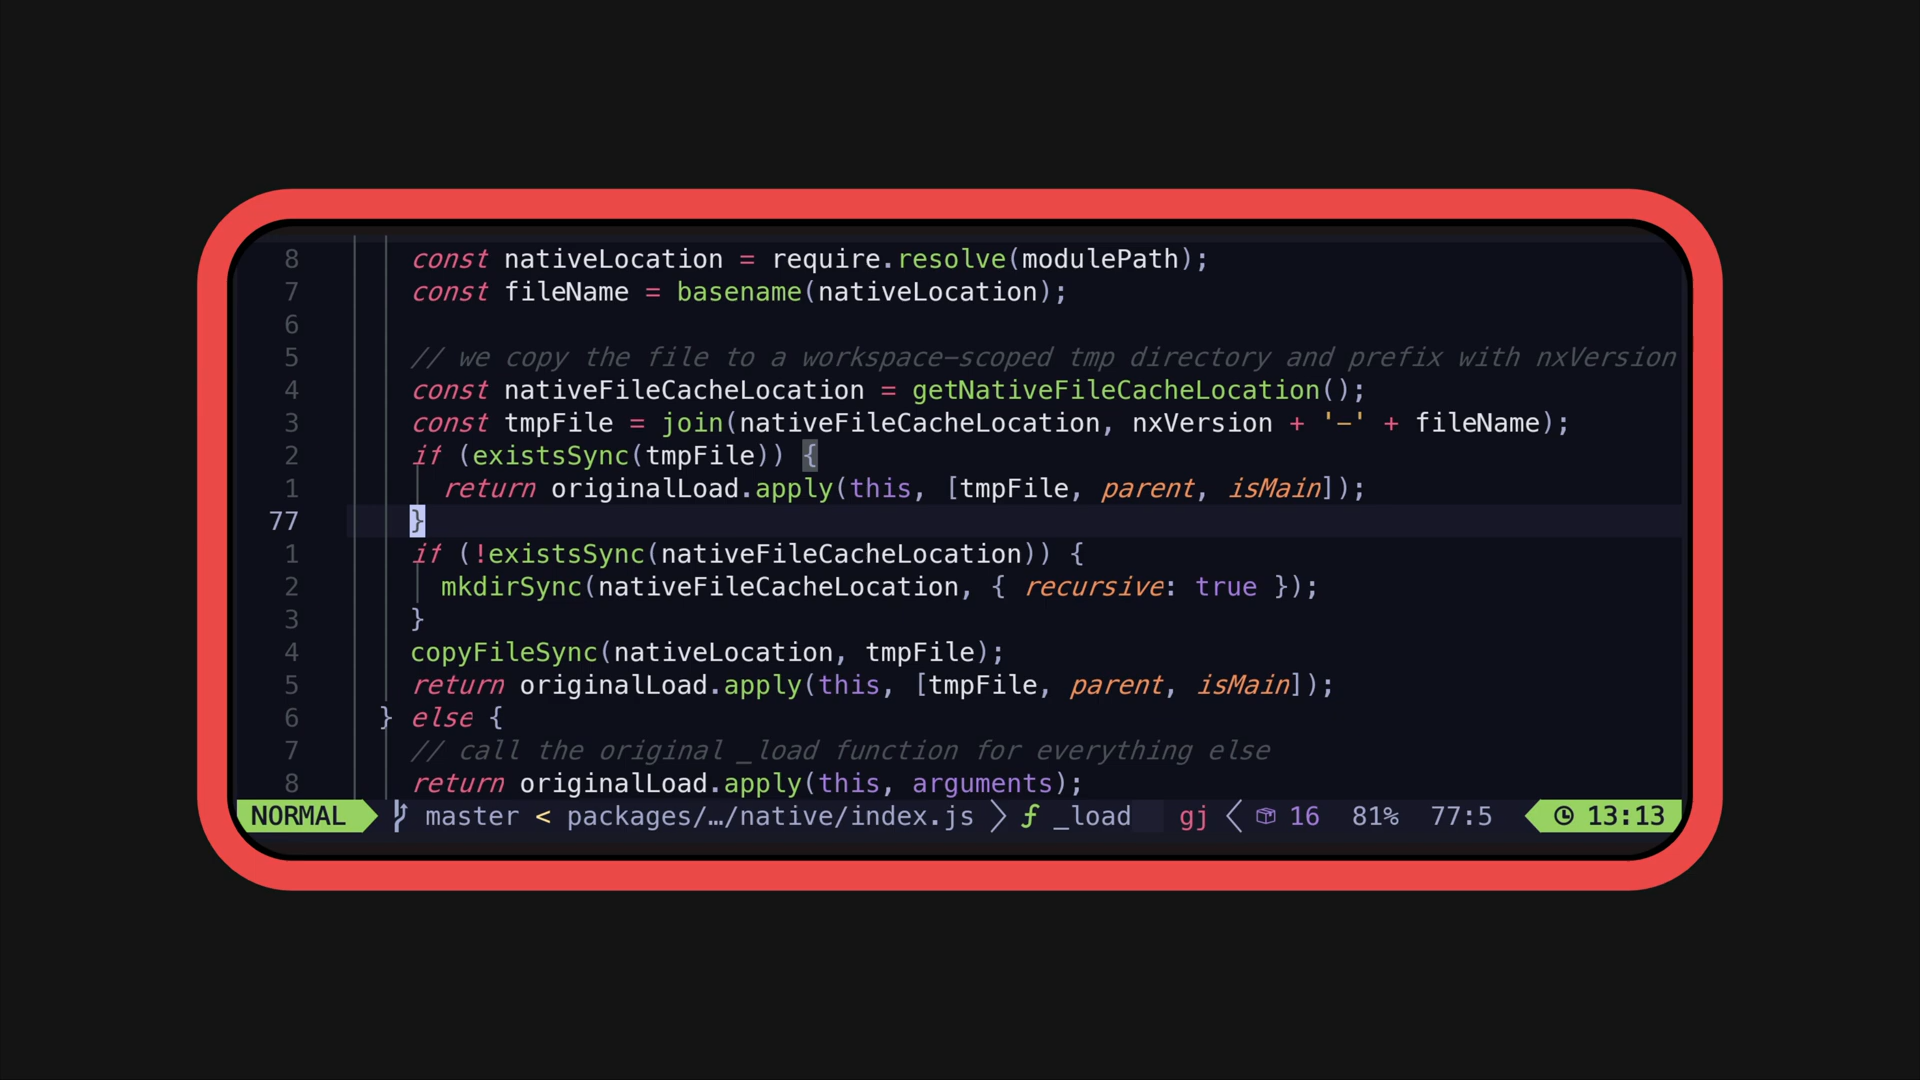 8 const nativeLocation = require.resolve(modulePath);
7 const fileName = basename(nativeLocation);
6
5 // we copy the file to a workspace-scoped tmp directory and prefix with nxVersion
4 const nativeFileCacheLocation = getNativeFileCacheLocation();
3 const tmpFile = join(nativeFileCacheLocation, nxVersion + '-' + fileName);
2 if (existsSync(tmpFile)) {
1 return originalLoad.apply(this, [tmpFile, parent, isMain]);
77 }
1 if (!existsSync(nativeFileCacheLocation)) {
2 mkdirSync(nativeFileCacheLocation, { recursive: true });
3 }
4 copyFileSync(nativeLocation, tmpFile);
5 return originalLoad.apply(this, [tmpFile, parent, isMain]);
6 } else {
7 // call the original _load function for everything else
8 return originalLoad.apply(this, arguments);
NORMAL master < packages/…/native/index.js ƒ _load gj 16 81% 77:5 13:13